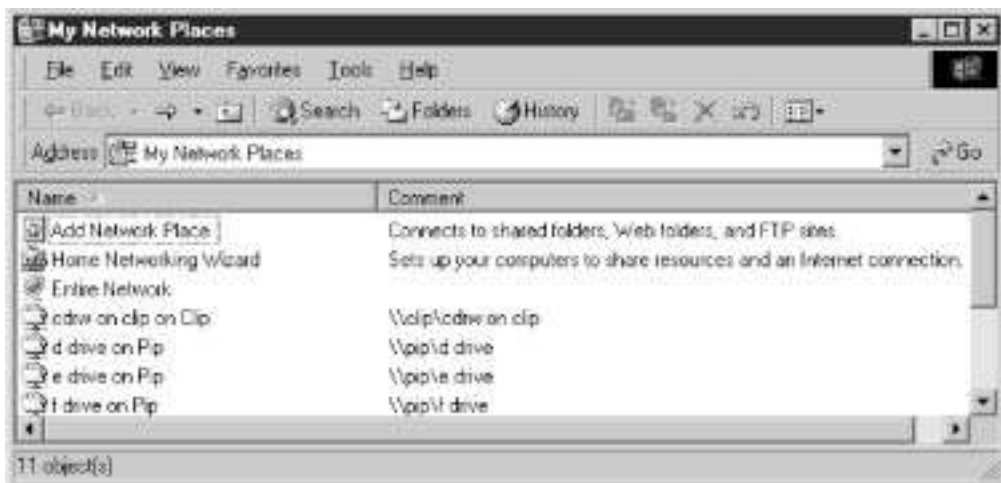 My Network Places
File Edit View Favorites Tools Help
Back Search Folders History
Address My Network Places Go
Name Comment
Add Network Place Connects to shared folders, Web folders, and FTP sites.
Home Networking Wizard Sets up your computers to share resources and an Internet connection.
Entire Network
cdrw on clip on Clip \\clip\cdrw on clip
d drive on Pip \\pip\d drive
e drive on Pip \\pip\e drive
f drive on Pip \\pip\f drive
11 object(s)